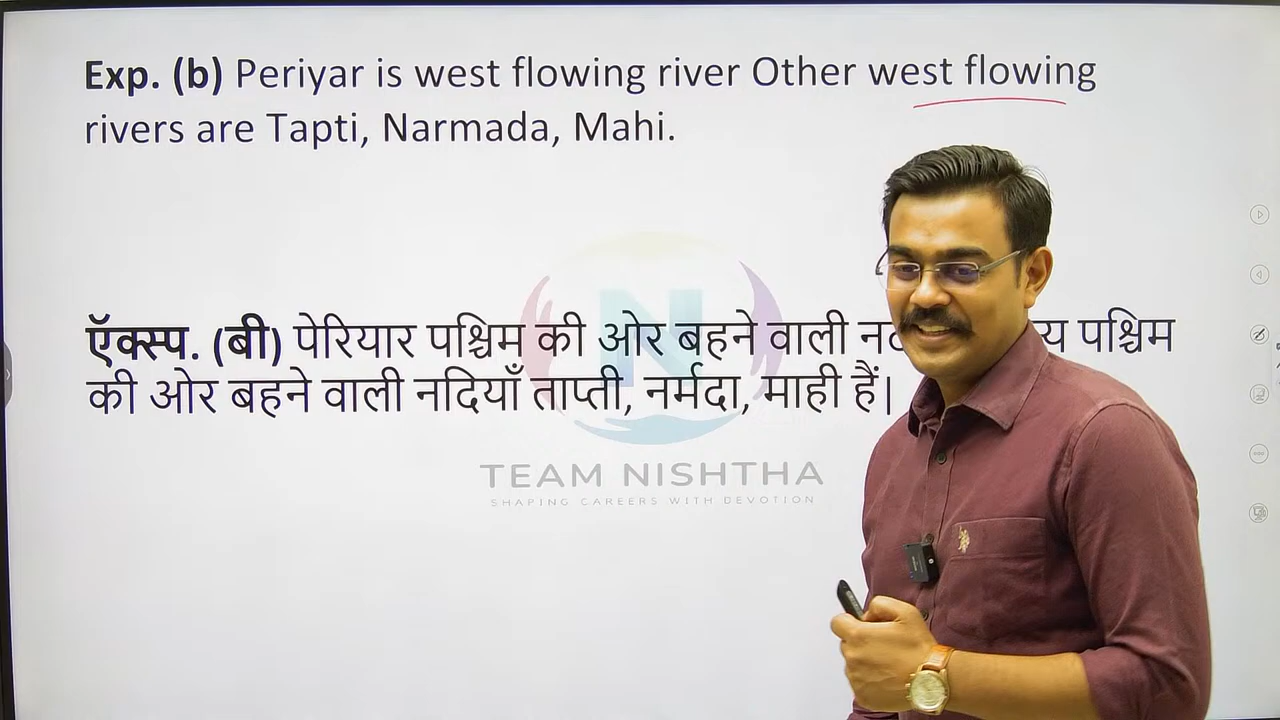 Exp. (b) Periyar is west flowing river Other west flowing
rivers are Tapti, Narmada, Mahi.
ऍक्स्प. (बी) पेरियार पश्चिम की ओर बहने वाली पश्चिम
की ओर बहने वाली नदियाँ ताप्ती, नर्मदा, माही हैं।
TEAM NISHTHA
SHAPING CAREERS WITH DEVOTION